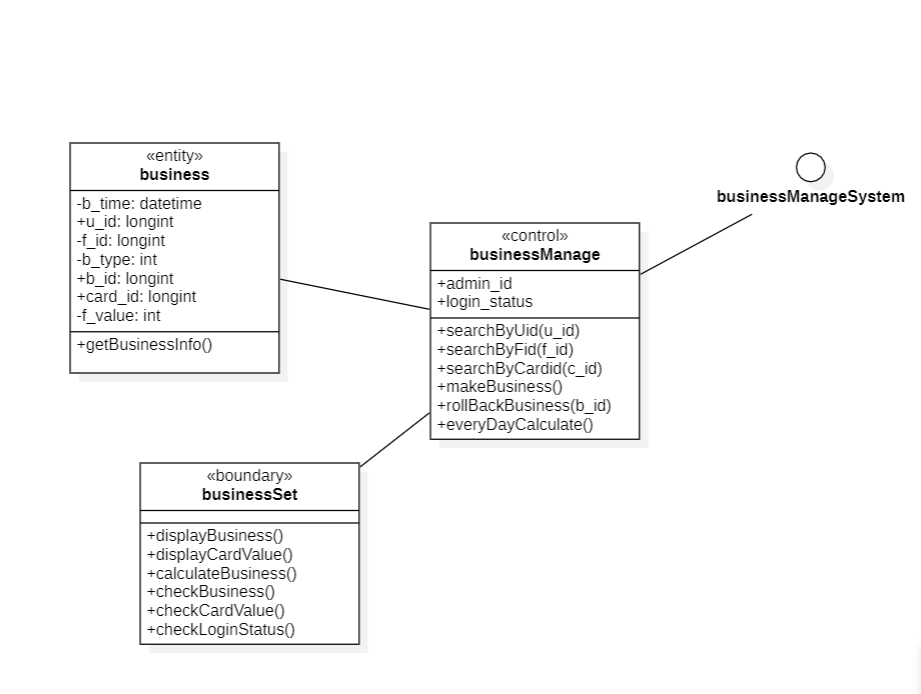 «entity»
business
-b_time: datetime
+u_id: longint
-f_id: longint
-b_type: int
+b_id: longint
+card_id: longint
-f_value: int
+getBusinessInfo()
businessManageSystem
«control»
businessManage
+admin_id
+login_status
+searchByUid(u_id)
+searchByFid(f_id)
+searchByCardid(c_id)
+makeBusiness()
+rollBackBusiness(b_id)
+everyDayCalculate()
«boundary»
businessSet
+displayBusiness()
+displayCardValue()
+calculateBusiness()
+checkBusiness()
+checkCardValue()
+checkLoginStatus()